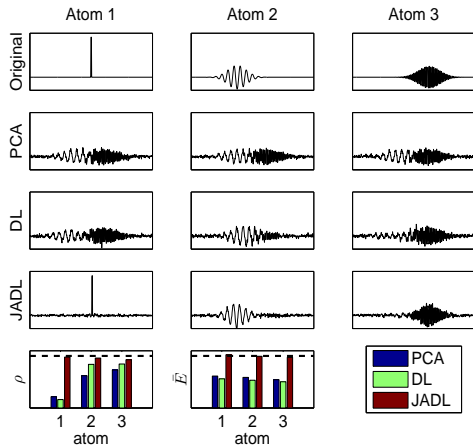 Atom 1 Atom 2 Atom 3
Original
PCA
DL
JADL
ρ
1 2 3
atom
Ē
1 2 3
atom
PCA
DL
JADL